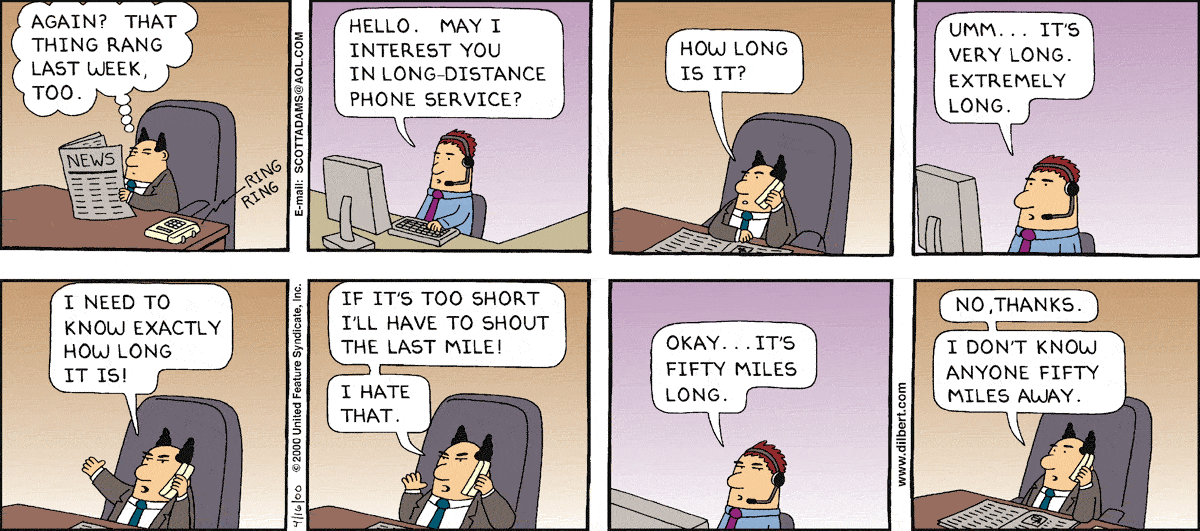 AGAIN? THAT
THING RANG
LAST WEEK,
TOO.
NEWS
RING
RING
E-mail: SCOTTADAMS@AOL.COM
HELLO. MAY I
INTEREST YOU
IN LONG-DISTANCE
PHONE SERVICE?
HOW LONG
IS IT?
UMM... IT'S
VERY LONG.
EXTREMELY
LONG.
I NEED TO
KNOW EXACTLY
HOW LONG
IT IS!
4/16/00 © 2000 United Feature Syndicate, Inc.
IF IT'S TOO SHORT
I'LL HAVE TO SHOUT
THE LAST MILE!
I HATE
THAT.
OKAY...IT'S
FIFTY MILES
LONG.
www.dilbert.com
NO, THANKS.
I DON'T KNOW
ANYONE FIFTY
MILES AWAY.